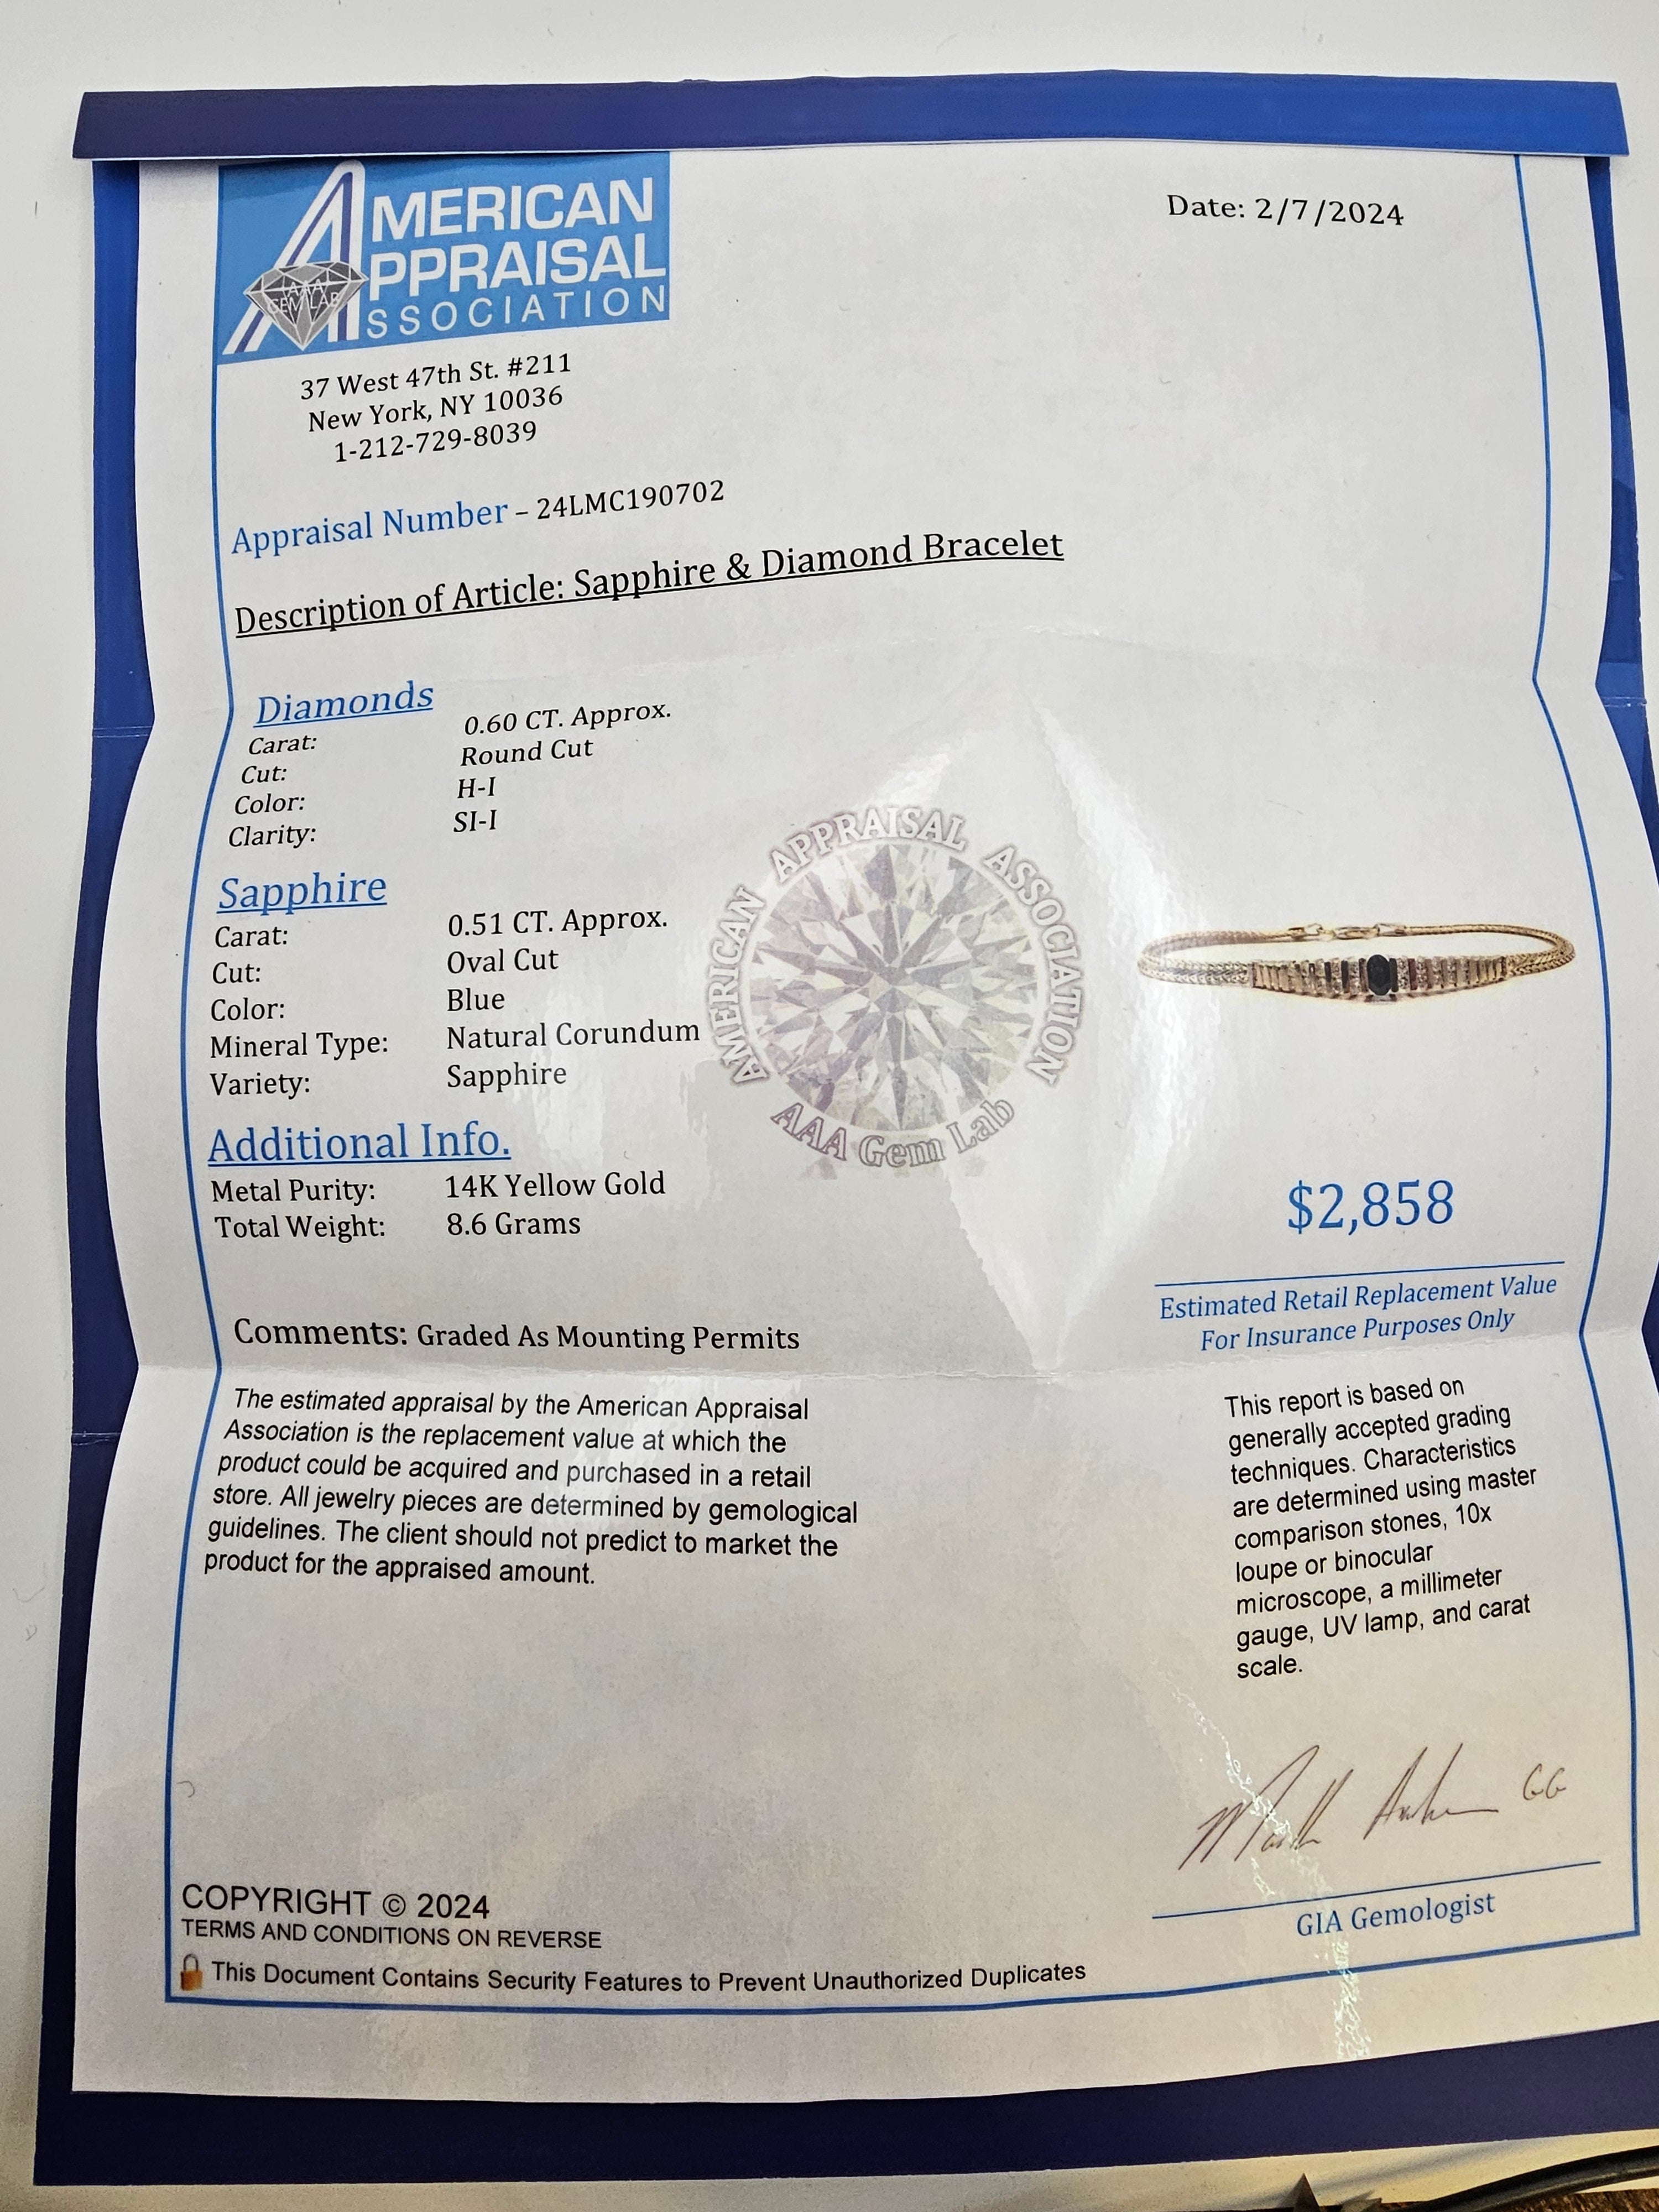 AMERICAN
APPRAISAL
ASSOCIATION
AAA
GEM LAB
Date: 2/7/2024
37 West 47th St. #211
New York, NY 10036
1-212-729-8039
Appraisal Number – 24LMC190702
Description of Article: Sapphire & Diamond Bracelet
Diamonds
Carat: 0.60 CT. Approx.
Cut: Round Cut
Color: H-I
Clarity: SI-I
Sapphire
Carat: 0.51 CT. Approx.
Cut: Oval Cut
Color: Blue
Mineral Type: Natural Corundum
Variety: Sapphire
AMERICAN APPRAISAL ASSOCIATION
AAA Gem Lab
Additional Info.
Metal Purity: 14K Yellow Gold
Total Weight: 8.6 Grams
$2,858
Estimated Retail Replacement Value
For Insurance Purposes Only
Comments: Graded As Mounting Permits
The estimated appraisal by the American Appraisal
Association is the replacement value at which the
product could be acquired and purchased in a retail
store. All jewelry pieces are determined by gemological
guidelines. The client should not predict to market the
product for the appraised amount.
This report is based on
generally accepted grading
techniques. Characteristics
are determined using master
comparison stones, 10x
loupe or binocular
microscope, a millimeter
gauge, UV lamp, and carat
scale.
GG
GIA Gemologist
COPYRIGHT © 2024
TERMS AND CONDITIONS ON REVERSE
This Document Contains Security Features to Prevent Unauthorized Duplicates